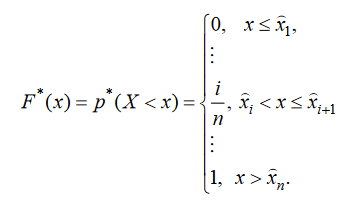 0, x ≤ x̂₁,
⋮
F*(x) = p*(X < x) = { i/n, x̂ᵢ < x ≤ x̂ᵢ₊₁
⋮
1, x > x̂ₙ.